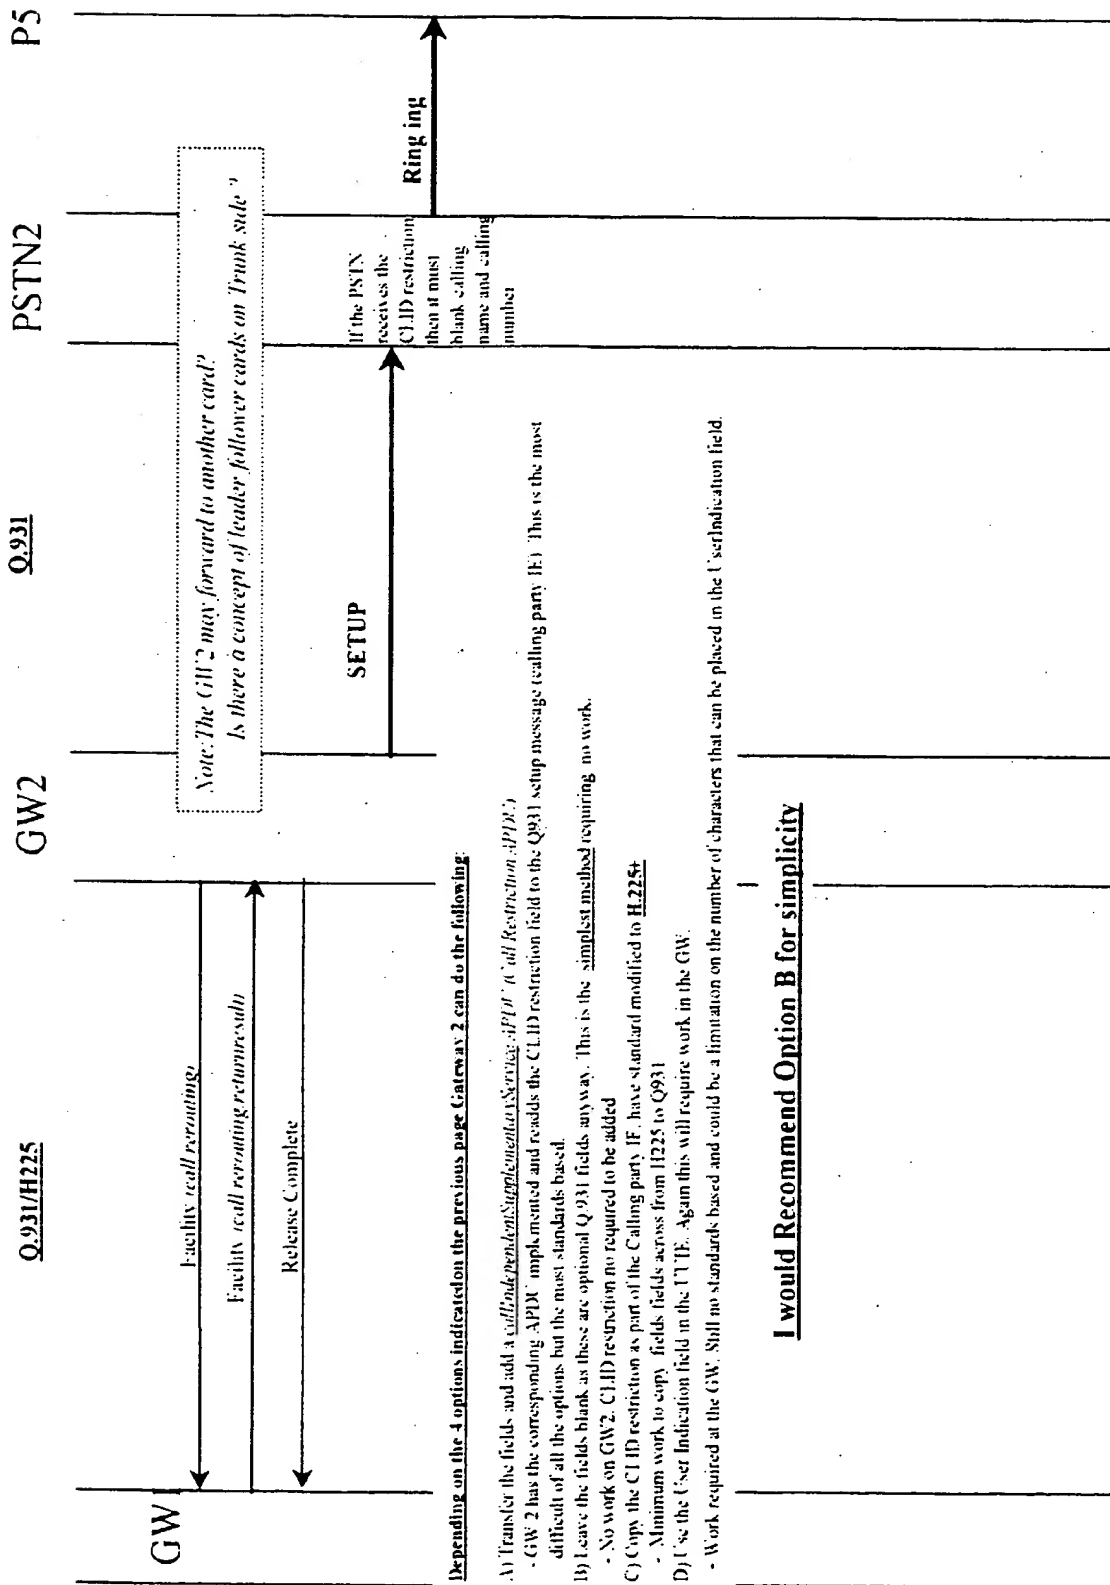 Q.931/H225
Q.931
GW
GW2
PSTN2
P5
Facility (call rerouting)
Facility (call rerouting returnresult)
Release Complete
Note: The GW2 may forward to another card?
Is there a concept of leader follower cards on Trunk side ?
SETUP
If the PSTN
receives the
CLID restriction
then it must
blank calling
name and calling
number
Ring ing
Depending on the 4 options indicatedon the previous page Gateway 2 can do the following:
A) Transfer the fields and add a callIndependentSupplementaryService APDU (Call Restriction APDU)
- GW 2 has the corresponding APDU implemented and readds the CLID restriction field to the Q931 setup message (calling party IE) This is the most
difficult of all the options but the most standards based.
B) Leave the fields blank as these are optional Q.931 fields anyway. This is the simplest method requiring no work.
- No work on GW2. CLID restriction no required to be added
C) Copy the CLID restriction as part of the Calling party IE, have standard modified to H.225+
- Minimum work to copy fields fields across from H225 to Q931
D) Use the User Indication field in the UUIE. Again this will require work in the GW.
- Work required at the GW. Still no standards based and could be a limitation on the number of characters that can be placed in the UserIndication field.
I would Recommend Option B for simplicity